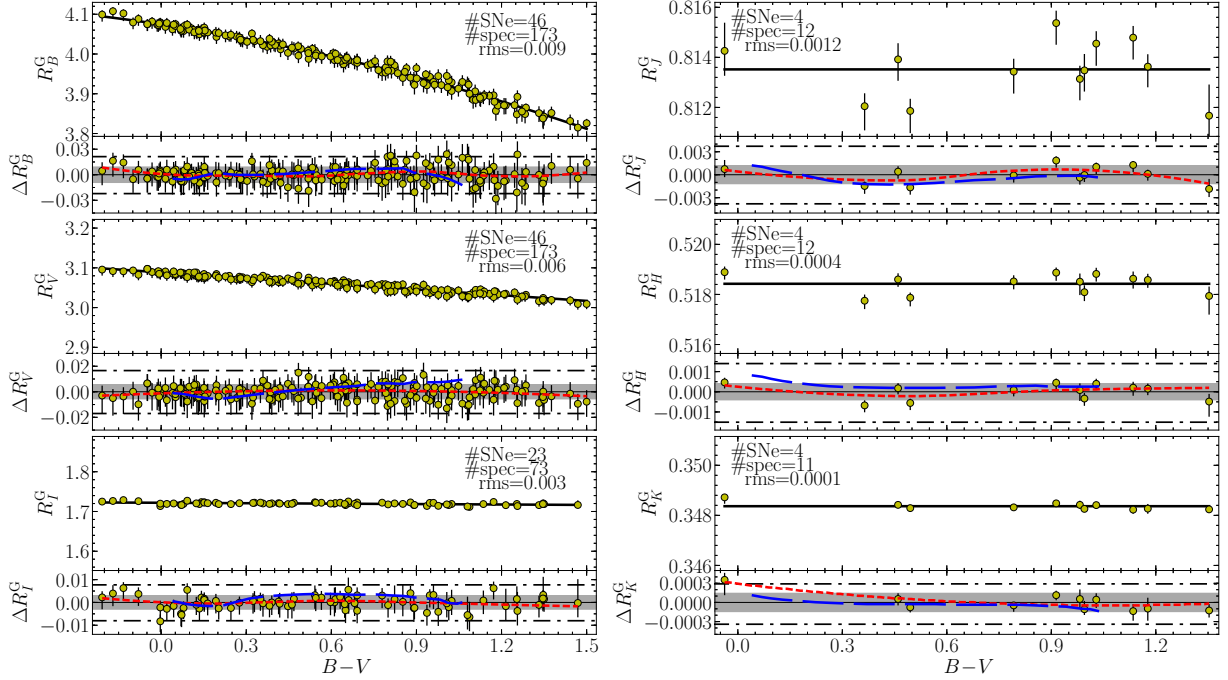 4.1
4.0
3.9
3.8
R_B^G
#SNe=46
#spec=173
rms=0.009
0.03
0.00
−0.03
ΔR_B^G
3.2
3.1
3.0
2.9
R_V^G
#SNe=46
#spec=173
rms=0.006
0.02
0.00
−0.02
ΔR_V^G
1.8
1.7
1.6
R_I^G
#SNe=23
#spec=73
rms=0.003
0.01
0.00
−0.01
ΔR_I^G
0.0 0.3 0.6 0.9 1.2 1.5
B−V
0.816
0.814
0.812
R_J^G
#SNe=4
#spec=12
rms=0.0012
0.003
0.000
−0.003
ΔR_J^G
0.520
0.518
0.516
R_H^G
#SNe=4
#spec=12
rms=0.0004
0.001
0.000
−0.001
ΔR_H^G
0.350
0.348
0.346
R_K^G
#SNe=4
#spec=11
rms=0.0001
0.0003
0.0000
−0.0003
ΔR_K^G
0.0 0.3 0.6 0.9 1.2
B−V